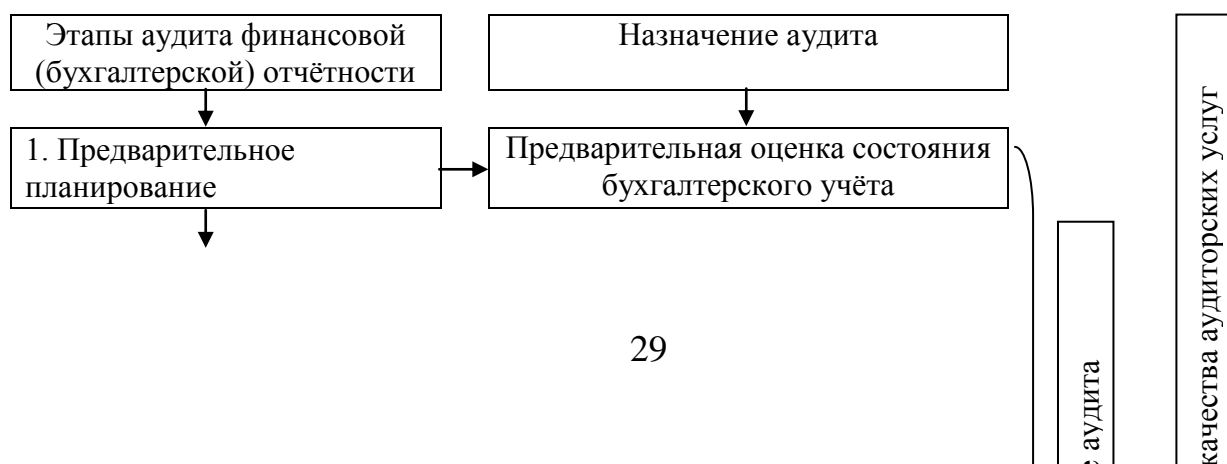 Этапы аудита финансовой
(бухгалтерской) отчётности
Назначение аудита
1. Предварительное
планирование
Предварительная оценка состояния
бухгалтерского учёта
29
аудита
качества аудиторских услуг